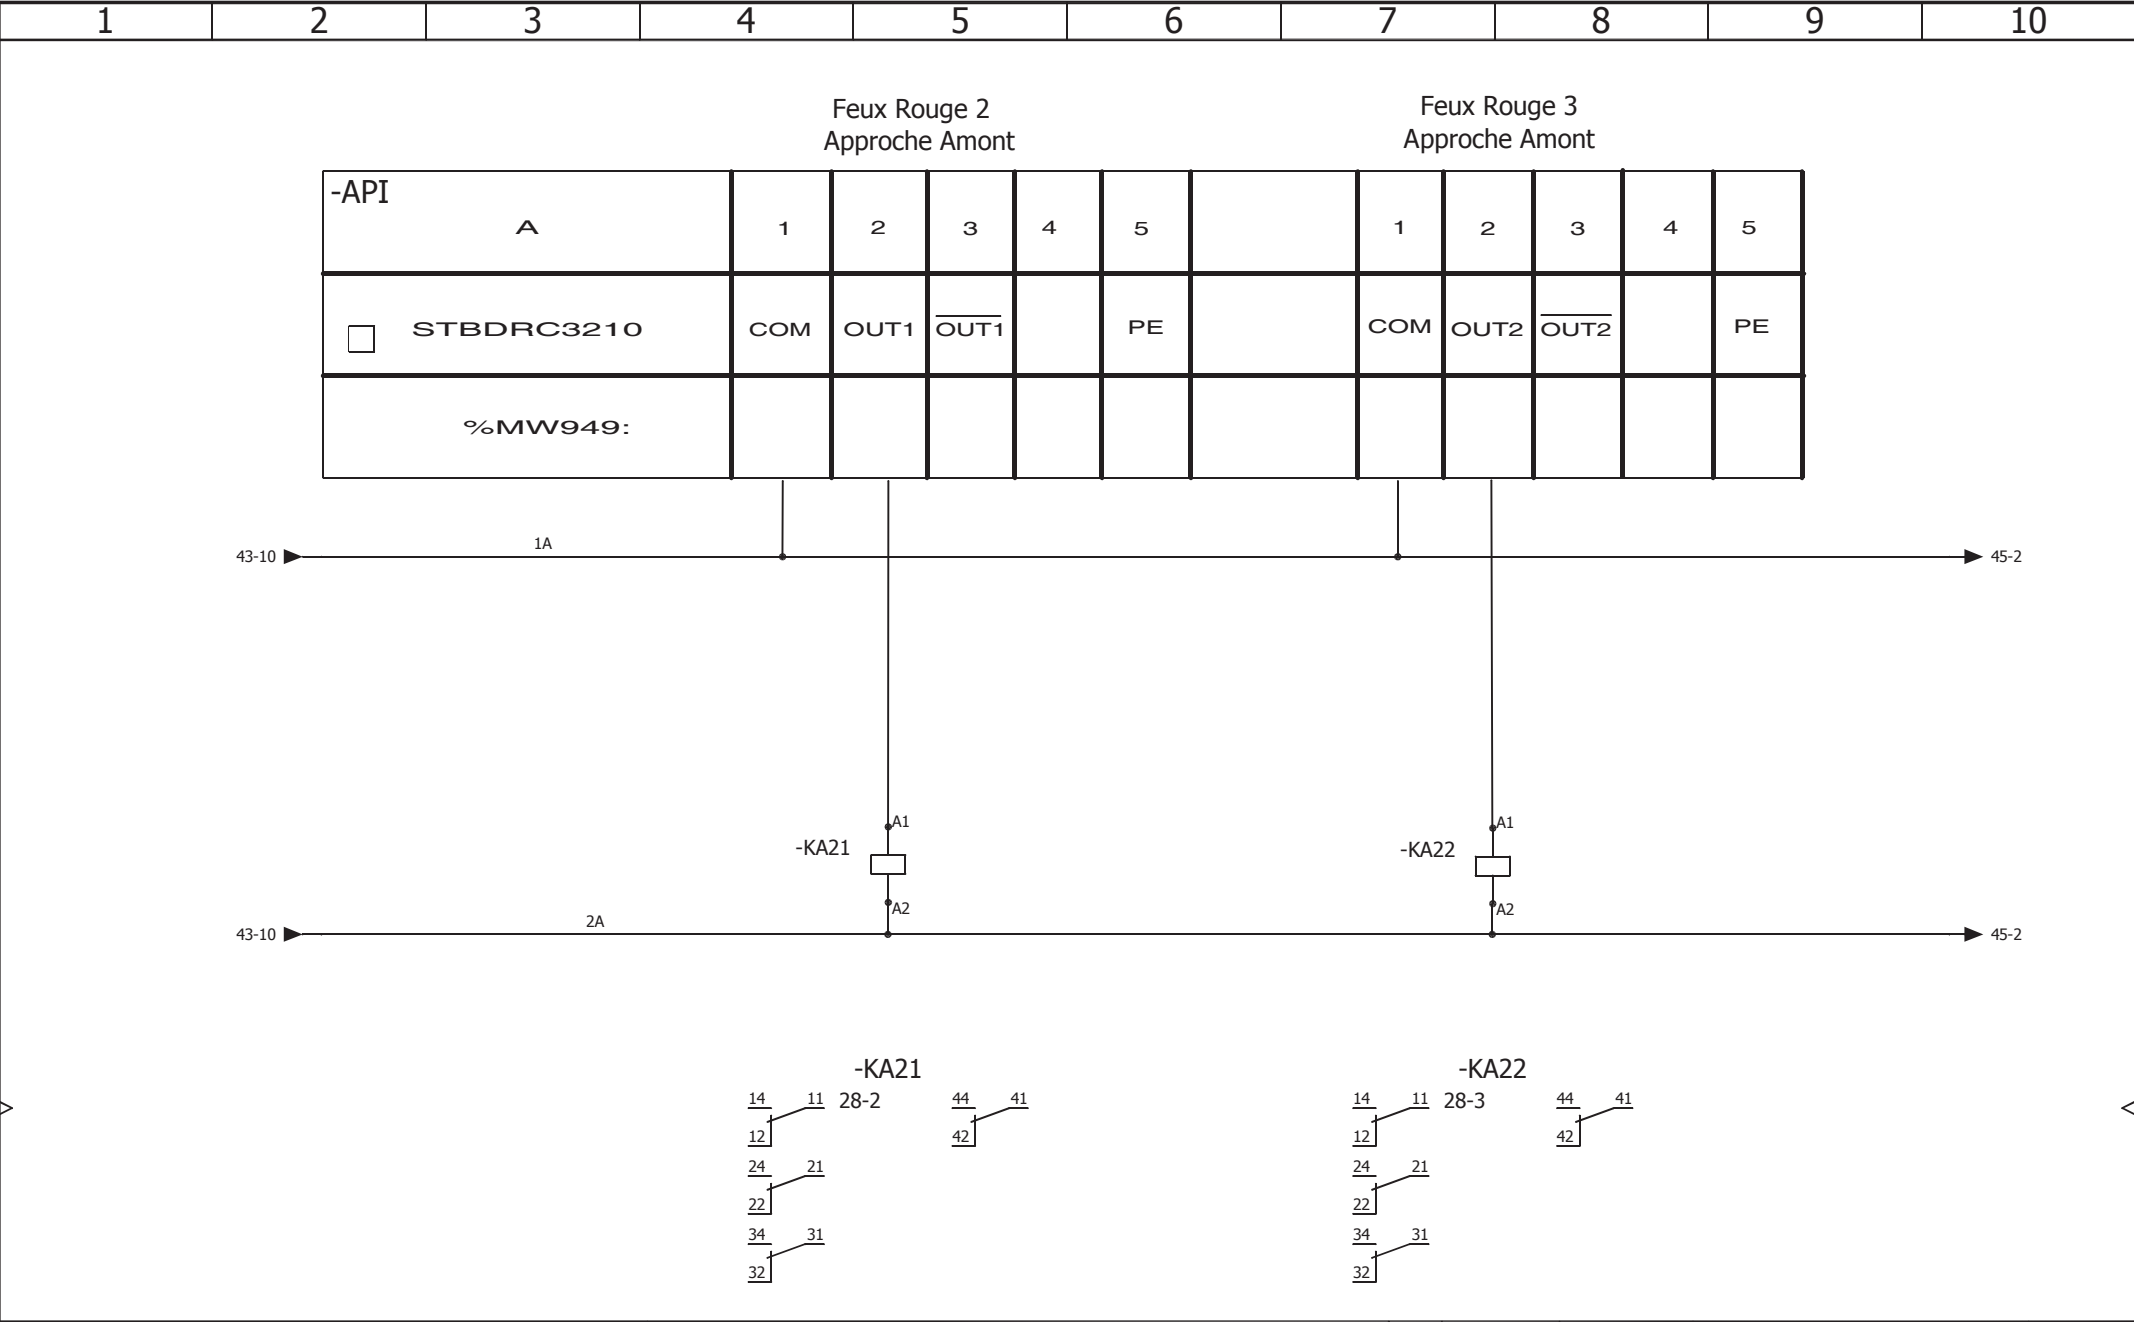 1 2 3 4 5 6 7 8 9 10
Feux Rouge 2
Approche Amont
Feux Rouge 3
Approche Amont
-API
A 1 2 3 4 5 1 2 3 4 5
STBDRC3210 COM OUT1 OUT1 PE COM OUT2 OUT2 PE
%MW949:
1A
43-10 45-2
A1 A1
-KA21 -KA22
A2 A2
2A
43-10 45-2
-KA21
14 11 28-2 44 41
12 42
24 21
22
34 31
32
-KA22
14 11 28-3 44 41
12 42
24 21
22
34 31
32